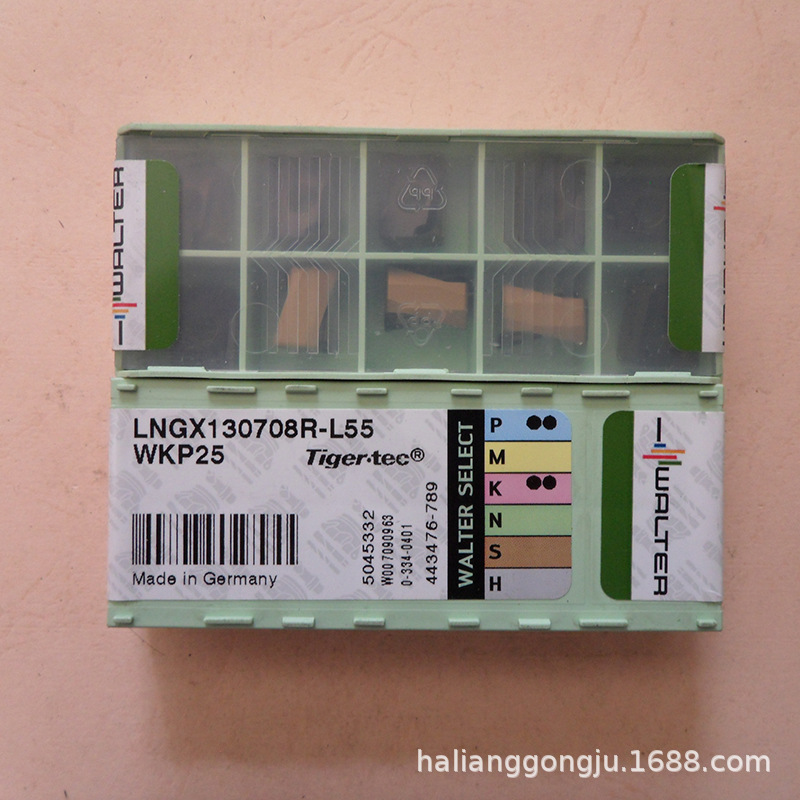 WALTER
LNGX130708R-L55
WKP25
Tiger·tec®
Made in Germany
5045332
W007090963
0-334-0401
443476-789
WALTER SELECT
P
M
K
N
S
H
WALTER
halianggongju.1688.com